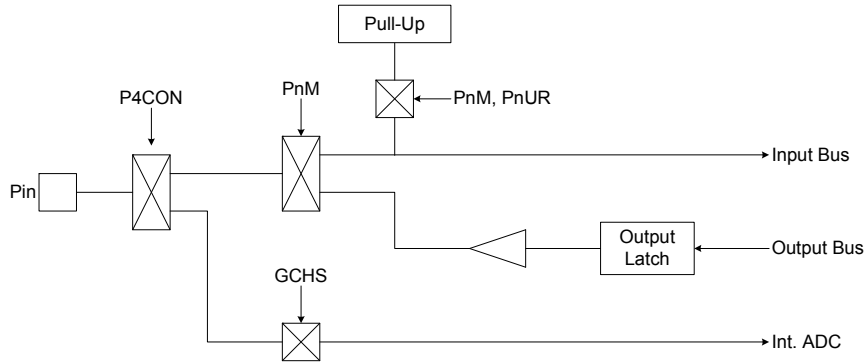 Pull-Up
P4CON
PnM
PnM, PnUR
Input Bus
Pin
Output
Latch
Output Bus
GCHS
Int. ADC